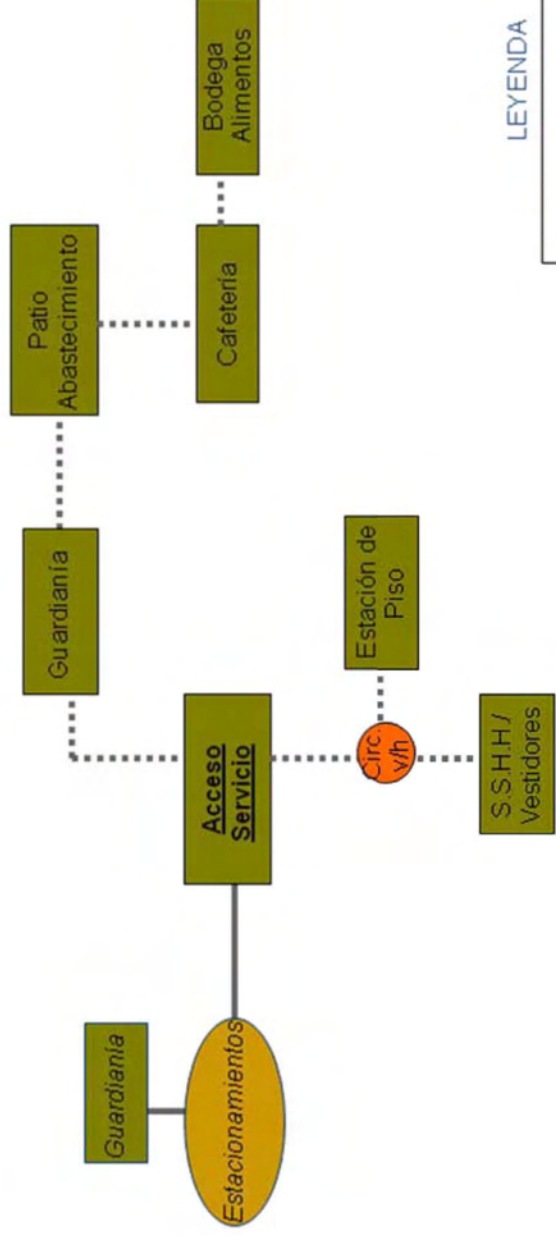 Guardianía
Estacionamientos
Acceso
Servicio
Guardianía
Patio
Abastecimiento
Cafetería
Bodega
Alimentos
Circ.
v/h
Estación de
Piso
S.S.H.H/
Vestidores
LEYENDA